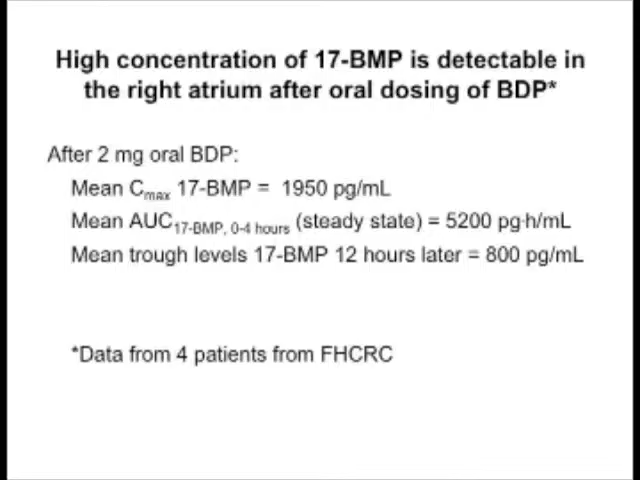 High concentration of 17-BMP is detectable in
the right atrium after oral dosing of BDP*
After 2 mg oral BDP:
Mean Cmax 17-BMP = 1950 pg/mL
Mean AUC17-BMP, 0-4 hours (steady state) = 5200 pg·h/mL
Mean trough levels 17-BMP 12 hours later = 800 pg/mL
*Data from 4 patients from FHCRC